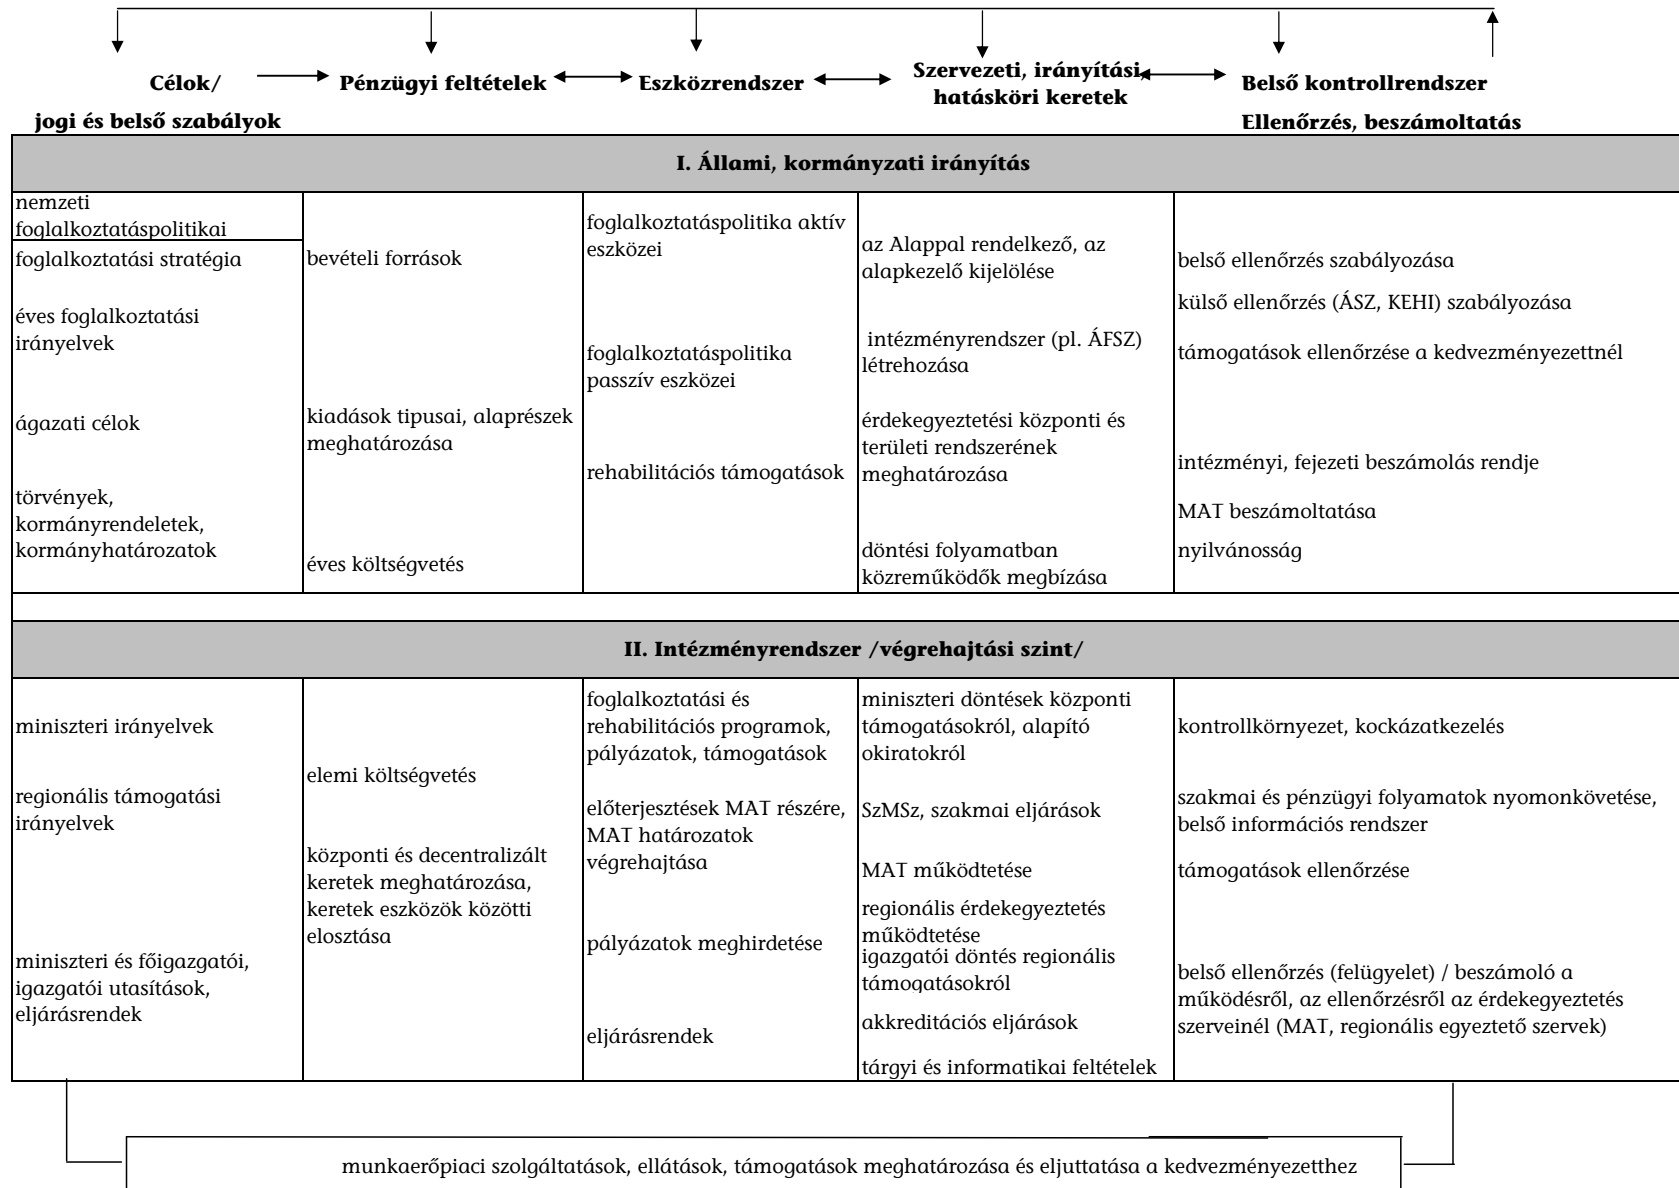 Célok/
jogi és belső szabályok
Pénzügyi feltételek
Eszközrendszer
Szervezeti, irányítási,
hatásköri keretek
Belső kontrollrendszer
Ellenőrzés, beszámoltatás
I. Állami, kormányzati irányítás
nemzeti
foglalkoztatáspolitikai
foglalkoztatási stratégia
éves foglalkoztatási
irányelvek
ágazati célok
törvények,
kormányrendeletek,
kormányhatározatok
bevételi források
kiadások tipusai, alaprészek
meghatározása
éves költségvetés
foglalkoztatáspolitika aktív
eszközei
foglalkoztatáspolitika
passzív eszközei
rehabilitációs támogatások
az Alappal rendelkező, az
alapkezelő kijelölése
intézményrendszer (pl. ÁFSZ)
létrehozása
érdekegyeztetési központi és
területi rendszerének
meghatározása
döntési folyamatban
közreműködők megbízása
belső ellenőrzés szabályozása
külső ellenőrzés (ÁSZ, KEHI) szabályozása
támogatások ellenőrzése a kedvezményezettnél
intézményi, fejezeti beszámolás rendje
MAT beszámoltatása
nyilvánosság
II. Intézményrendszer /végrehajtási szint/
miniszteri irányelvek
regionális támogatási
irányelvek
miniszteri és főigazgatói,
igazgatói utasítások,
eljárásrendek
elemi költségvetés
központi és decentralizált
keretek meghatározása,
keretek eszközök közötti
elosztása
foglalkoztatási és
rehabilitációs programok,
pályázatok, támogatások
előterjesztések MAT részére,
MAT határozatok
végrehajtása
pályázatok meghirdetése
eljárásrendek
miniszteri döntések központi
támogatásokról, alapító
okiratokról
SzMSz, szakmai eljárások
MAT működtetése
regionális érdekegyeztetés
működtetése
igazgatói döntés regionális
támogatásokról
akkreditációs eljárások
tárgyi és informatikai feltételek
kontrollkörnyezet, kockázatkezelés
szakmai és pénzügyi folyamatok nyomonkövetése,
belső információs rendszer
támogatások ellenőrzése
belső ellenőrzés (felügyelet) / beszámoló a
működésről, az ellenőrzésről az érdekegyeztetés
szerveinél (MAT, regionális egyeztető szervek)
munkaerőpiaci szolgáltatások, ellátások, támogatások meghatározása és eljuttatása a kedvezményezetthez